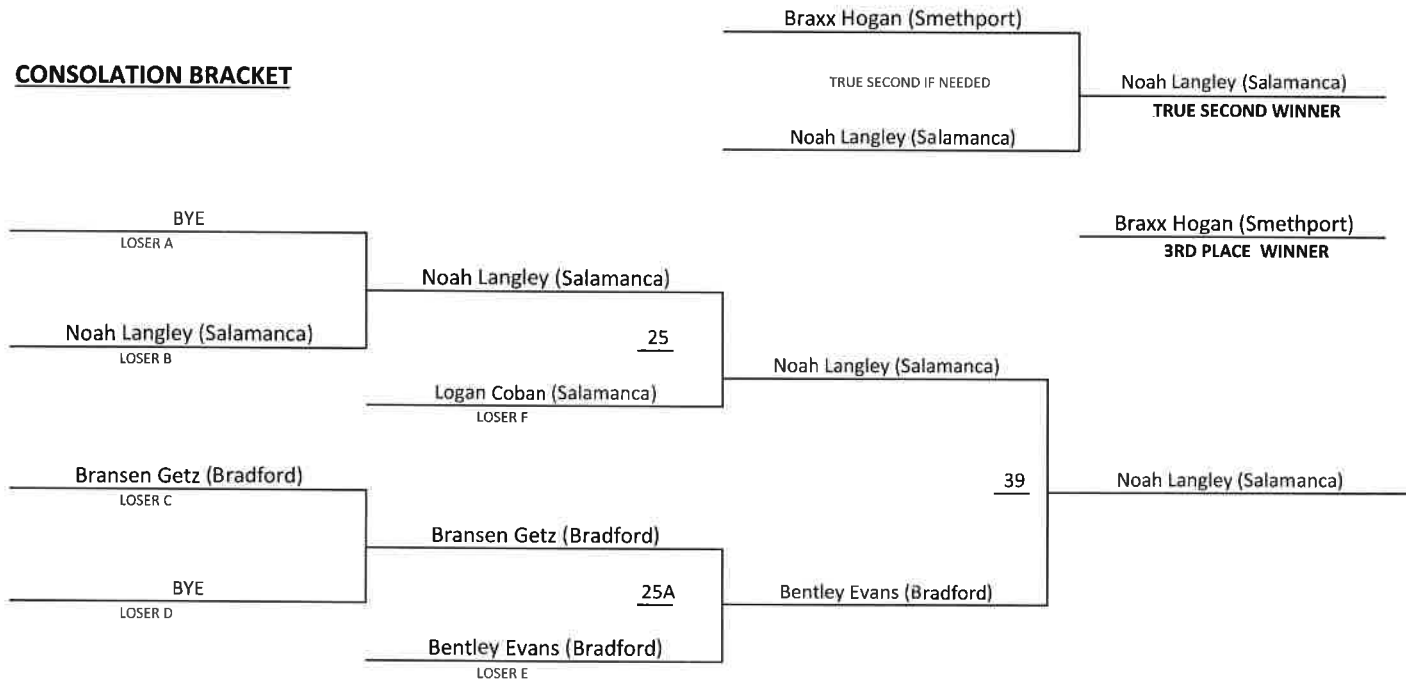 Braxx Hogan (Smethport)
CONSOLATION BRACKET
TRUE SECOND IF NEEDED
Noah Langley (Salamanca)
TRUE SECOND WINNER
Noah Langley (Salamanca)
BYE
LOSER A
Braxx Hogan (Smethport)
3RD PLACE WINNER
Noah Langley (Salamanca)
Noah Langley (Salamanca)
LOSER B
25
Noah Langley (Salamanca)
Logan Coban (Salamanca)
LOSER F
Bransen Getz (Bradford)
LOSER C
39
Noah Langley (Salamanca)
Bransen Getz (Bradford)
BYE
LOSER D
25A
Bentley Evans (Bradford)
Bentley Evans (Bradford)
LOSER E